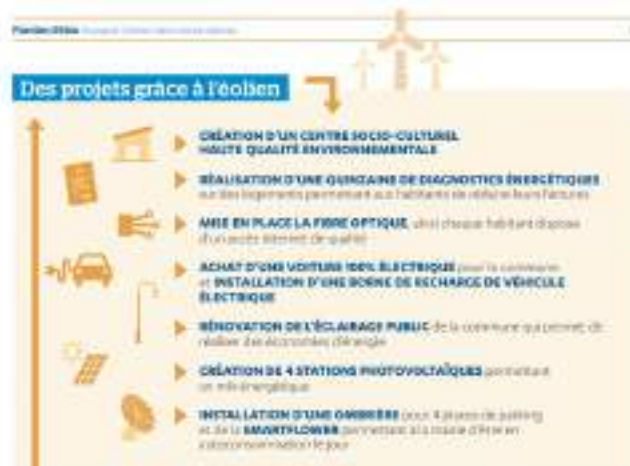 Des projets grâce à l'éolien
CRÉATION D'UN CENTRE SOCIO-CULTUREL
HAUTE QUALITÉ ENVIRONNEMENTALE
RÉALISATION D'UNE QUINZAINE DE DIAGNOSTICS ÉNERGÉTIQUES
sur des logements permettant aux habitants de réduire leurs factures
MISE EN PLACE LA FIBRE OPTIQUE, ainsi chaque habitant dispose
d'un accès internet de qualité
ACHAT D'UNE VOITURE 100% ÉLECTRIQUE pour la commune
et INSTALLATION D'UNE BORNE DE RECHARGE DE VÉHICULE
ÉLECTRIQUE
RÉNOVATION DE L'ÉCLAIRAGE PUBLIC de la commune qui permet de
réaliser des économies d'énergie
CRÉATION DE 4 STATIONS PHOTOVOLTAÏQUES permettant
un mix énergétique
INSTALLATION D'UNE OMBRIÈRE pour 4 places de parking
et de la SMARTFLOWER permettant à la mairie d'être en
autoconsommation le jour